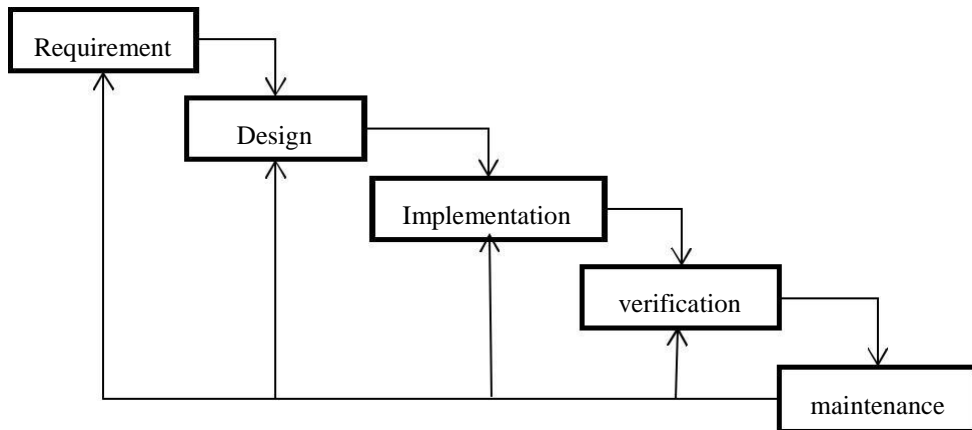 Requirement
Design
Implementation
verification
maintenance